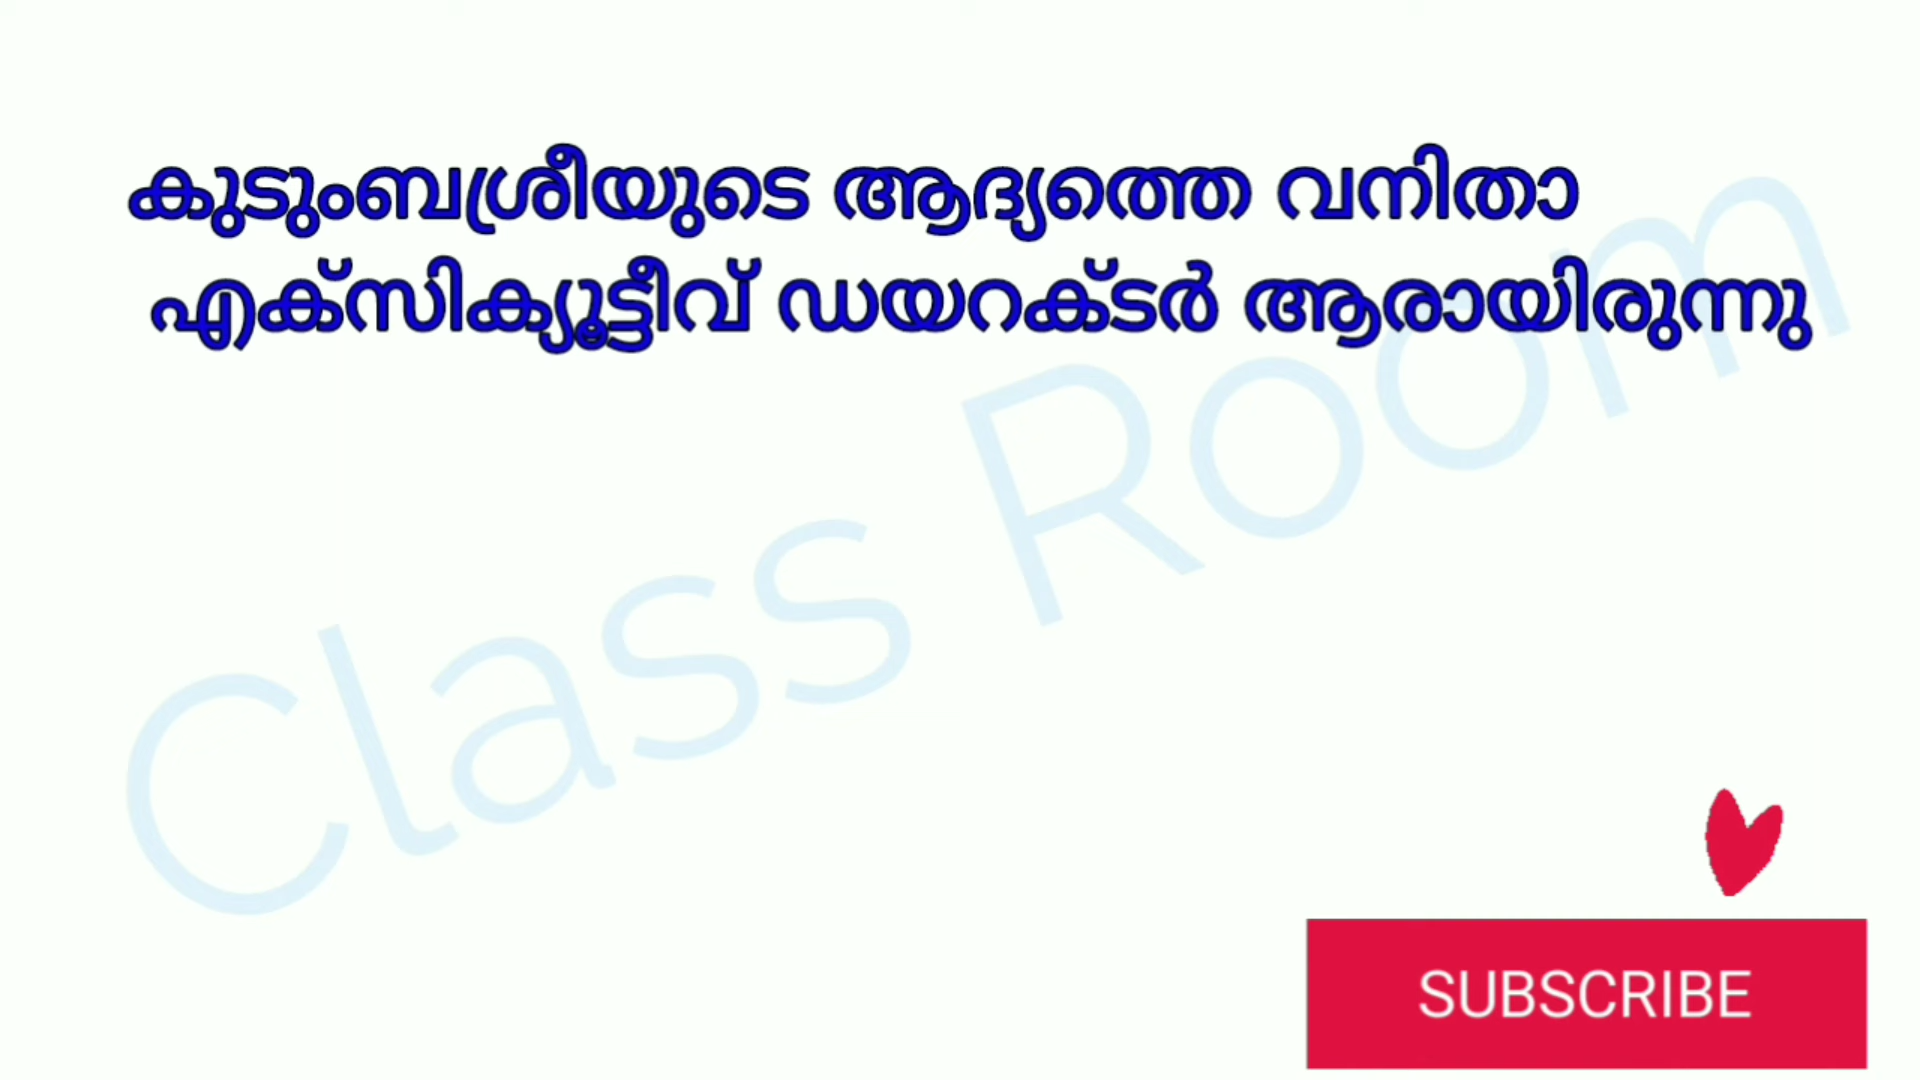 കുടുംബശ്രീയുടെ ആദ്യത്തെ വനിതാ
എക്സിക്യൂട്ടീവ് ഡയറക്ടർ ആരായിരുന്നു
Class Room
SUBSCRIBE